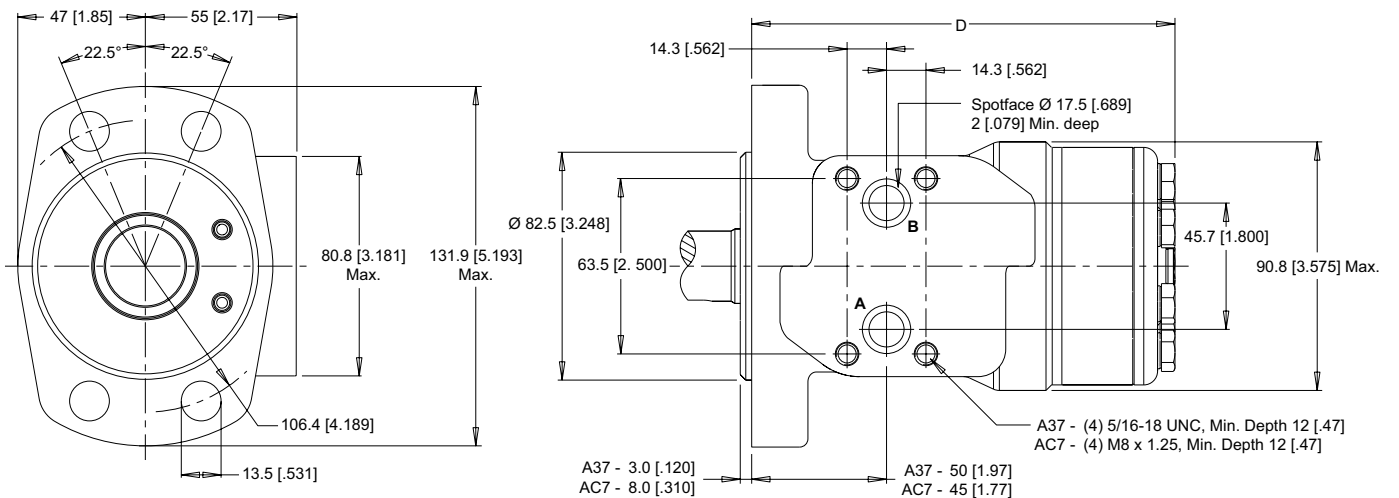 47 [1.85]
55 [2.17]
22.5°
22.5°
80.8 [3.181]
Max.
131.9 [5.193]
Max.
106.4 [4.189]
13.5 [.531]
D
14.3 [.562]
14.3 [.562]
Spotface Ø 17.5 [.689]
2 [.079] Min. deep
Ø 82.5 [3.248]
63.5 [2. 500]
B
A
45.7 [1.800]
90.8 [3.575] Max.
A37 - (4) 5/16-18 UNC, Min. Depth 12 [.47]
AC7 - (4) M8 x 1.25, Min. Depth 12 [.47]
A37 - 3.0 [.120]
AC7 - 8.0 [.310]
A37 - 50 [1.97]
AC7 - 45 [1.77]